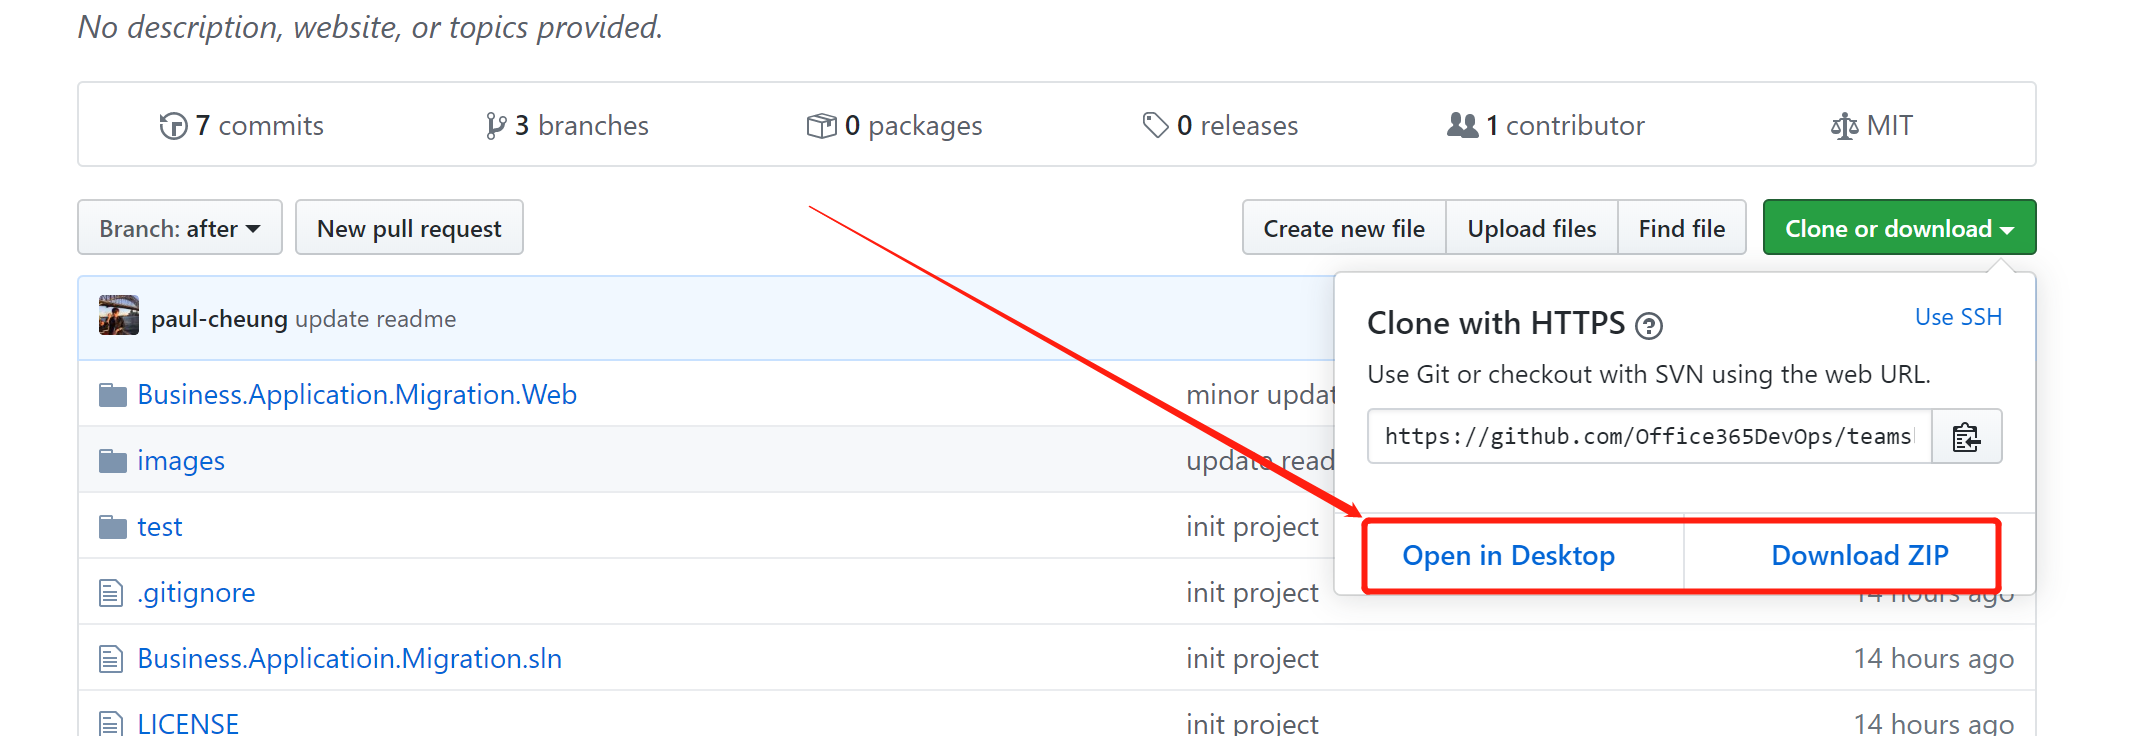 No description, website, or topics provided.
7 commits
3 branches
0 packages
0 releases
1 contributor
MIT
Branch: after
New pull request
Create new file
Upload files
Find file
Clone or download
paul-cheung update readme
Clone with HTTPS
Use SSH
Use Git or checkout with SVN using the web URL.
https://github.com/Office365DevOps/teams
Open in Desktop
Download ZIP
Business.Application.Migration.Web
minor updat
images
update read
test
init project
.gitignore
init project
14 hours ago
Business.Applicatioin.Migration.sln
init project
14 hours ago
LICENSE
init project
14 hours ago